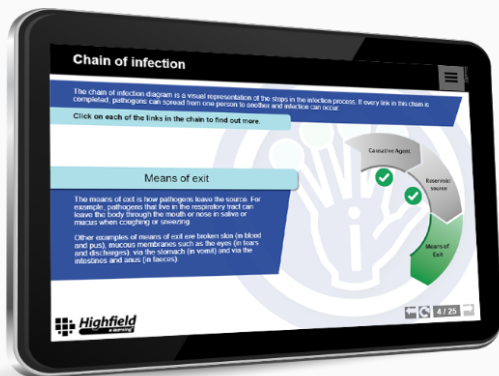 Chain of infection
The chain of infection diagram is a visual representation of the steps in the infection process. If every link in this chain is
completed, pathogens can spread from one person to another and infection can occur.
Click on each of the links in the chain to find out more.
Means of exit
The means of exit is how pathogens leave the source. For
example, pathogens that live in the respiratory tract can
leave the body through the mouth or nose in saliva or
mucus when coughing or sneezing.
Other examples of means of exit are broken skin (in blood
and pus), mucous membranes such as the eyes (in tears
and discharges), via the stomach (in vomit) and via the
intestines and anus (in faeces).
Causative Agent
Reservoir/
source
Means of
Exit
Highfield
e-learning
4 / 25